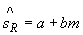 ŝ_R = a + bm